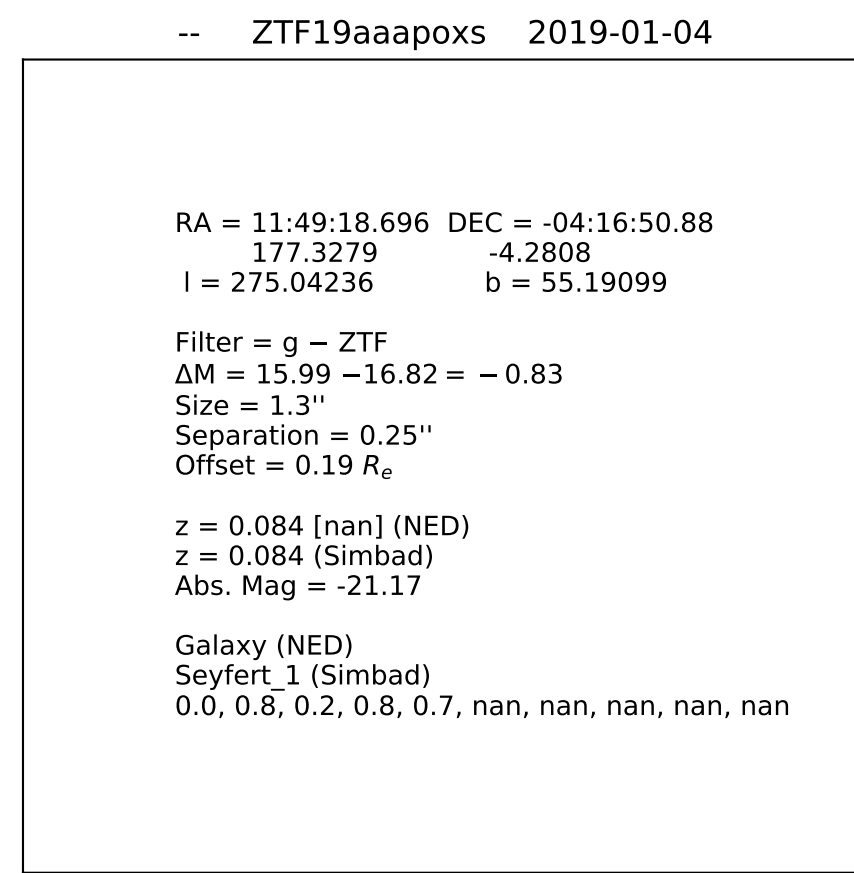 -- ZTF19aaapoxs 2019-01-04
RA = 11:49:18.696 DEC = -04:16:50.88
177.3279 -4.2808
l = 275.04236 b = 55.19099
Filter = g − ZTF
ΔM = 15.99 −16.82 = −0.83
Size = 1.3''
Separation = 0.25''
Offset = 0.19 Re
z = 0.084 [nan] (NED)
z = 0.084 (Simbad)
Abs. Mag = -21.17
Galaxy (NED)
Seyfert_1 (Simbad)
0.0, 0.8, 0.2, 0.8, 0.7, nan, nan, nan, nan, nan